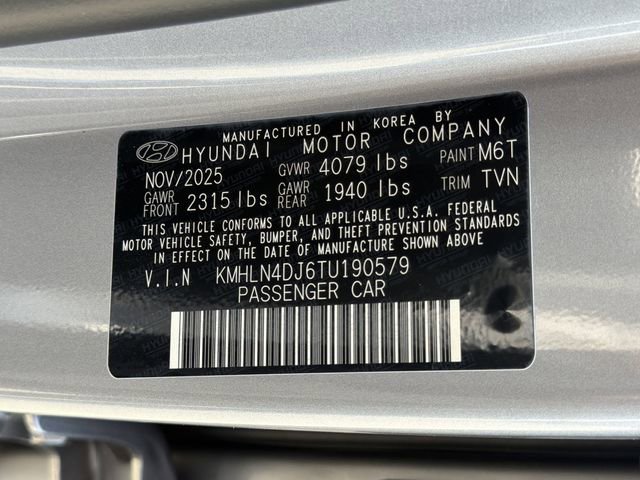 MANUFACTURED IN KOREA BY
HYUNDAI MOTOR COMPANY
NOV/2025 GVWR 4079 lbs PAINT M6T
GAWR FRONT 2315 lbs GAWR REAR 1940 lbs TRIM TVN
THIS VEHICLE CONFORMS TO ALL APPLICABLE U.S.A. FEDERAL
MOTOR VEHICLE SAFETY, BUMPER, AND THEFT PREVENTION STANDARDS
IN EFFECT ON THE DATE OF MANUFACTURE SHOWN ABOVE.
V.I.N KMHLN4DJ6TU190579
PASSENGER CAR